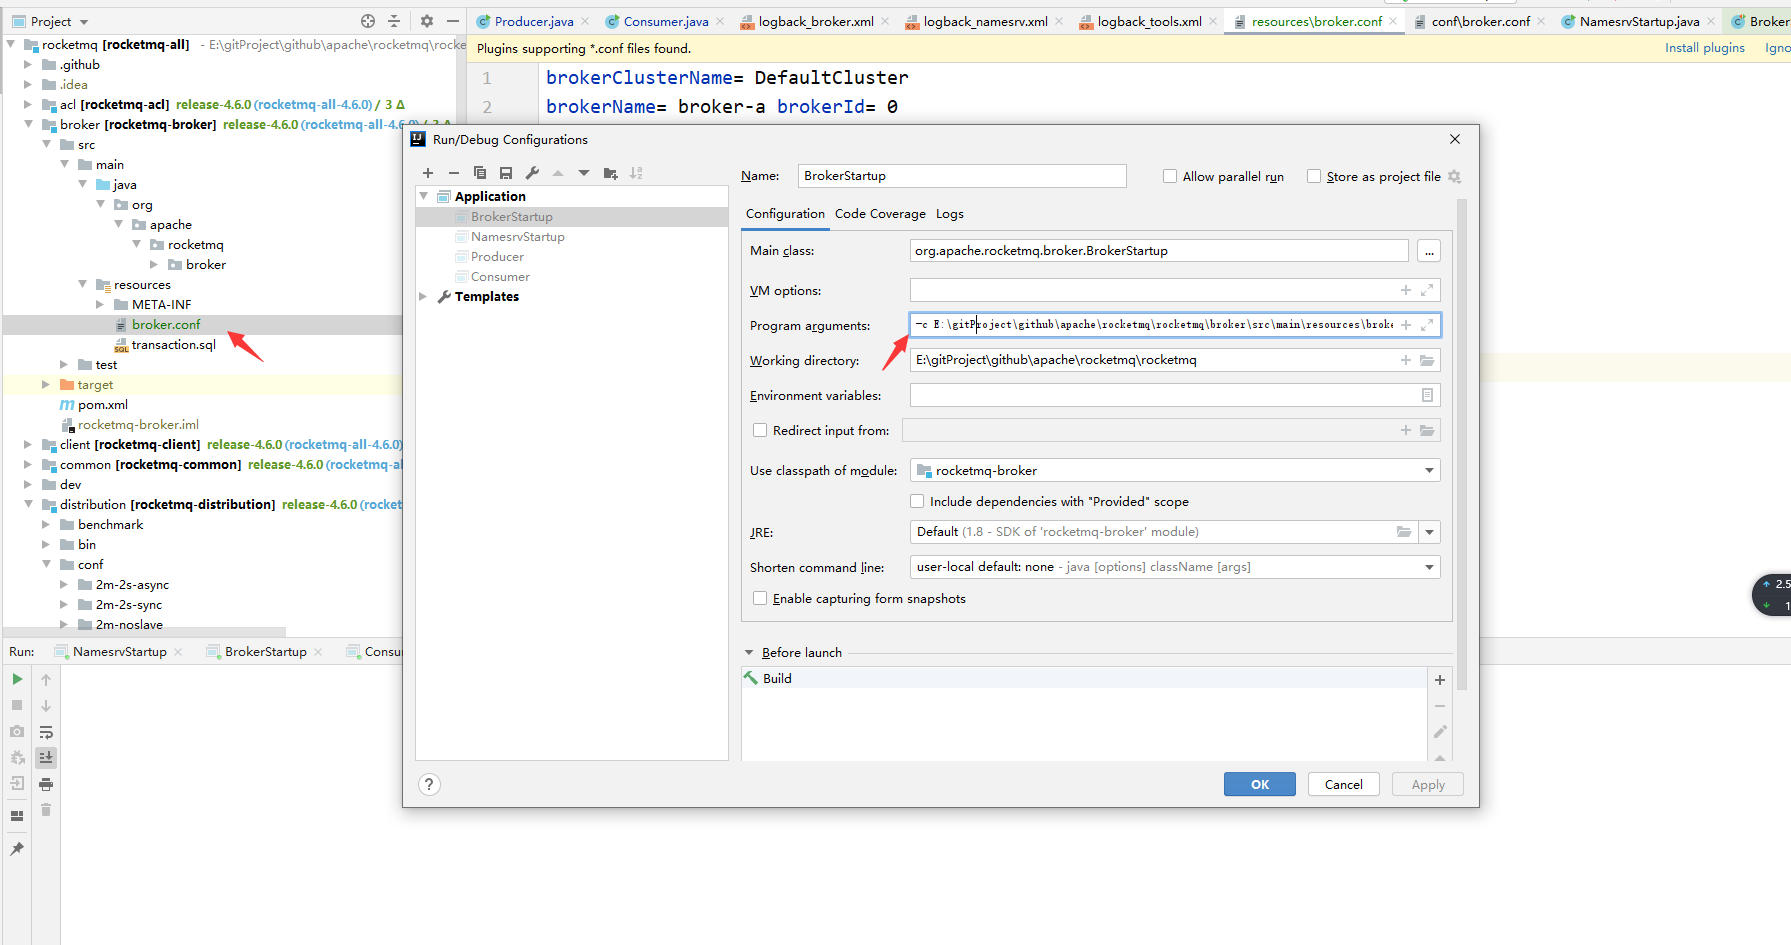 Project
Producer.java
Consumer.java
logback_broker.xml
logback_namesrv.xml
logback_tools.xml
resources\broker.conf
conf\broker.conf
NamesrvStartup.java
Broker
rocketmq [rocketmq-all] - E:\gitProject\github\apache\rocketmq\rocke
Plugins supporting *.conf files found.
Install plugins
Igno
.github
.idea
acl [rocketmq-acl] release-4.6.0 (rocketmq-all-4.6.0) / 3 Δ
broker [rocketmq-broker] release-4.6.0 (rocketmq-all-4.6.0) / 3 Δ
src
main
java
org
apache
rocketmq
broker
resources
META-INF
broker.conf
transaction.sql
test
target
pom.xml
rocketmq-broker.iml
client [rocketmq-client] release-4.6.0 (rocketmq-all-4.6.0)
common [rocketmq-common] release-4.6.0 (rocketmq-al
dev
distribution [rocketmq-distribution] release-4.6.0 (rocket
benchmark
bin
conf
2m-2s-async
2m-2s-sync
2m-noslave
1 brokerClusterName= DefaultCluster
2 brokerName= broker-a brokerId= 0
Run/Debug Configurations
Application
BrokerStartup
NamesrvStartup
Producer
Consumer
Templates
Name: BrokerStartup
Allow parallel run
Store as project file
Configuration Code Coverage Logs
Main class: org.apache.rocketmq.broker.BrokerStartup ...
VM options:
Program arguments: -c E:\gitProject\github\apache\rocketmq\rocketmq\broker\src\main\resources\broke
Working directory: E:\gitProject\github\apache\rocketmq\rocketmq
Environment variables:
Redirect input from:
Use classpath of module: rocketmq-broker
Include dependencies with "Provided" scope
JRE: Default (1.8 - SDK of 'rocketmq-broker' module)
Shorten command line: user-local default: none - java [options] className [args]
Enable capturing form snapshots
Before launch
Build
? OK Cancel Apply
Run: NamesrvStartup BrokerStartup Consu
2.5
1